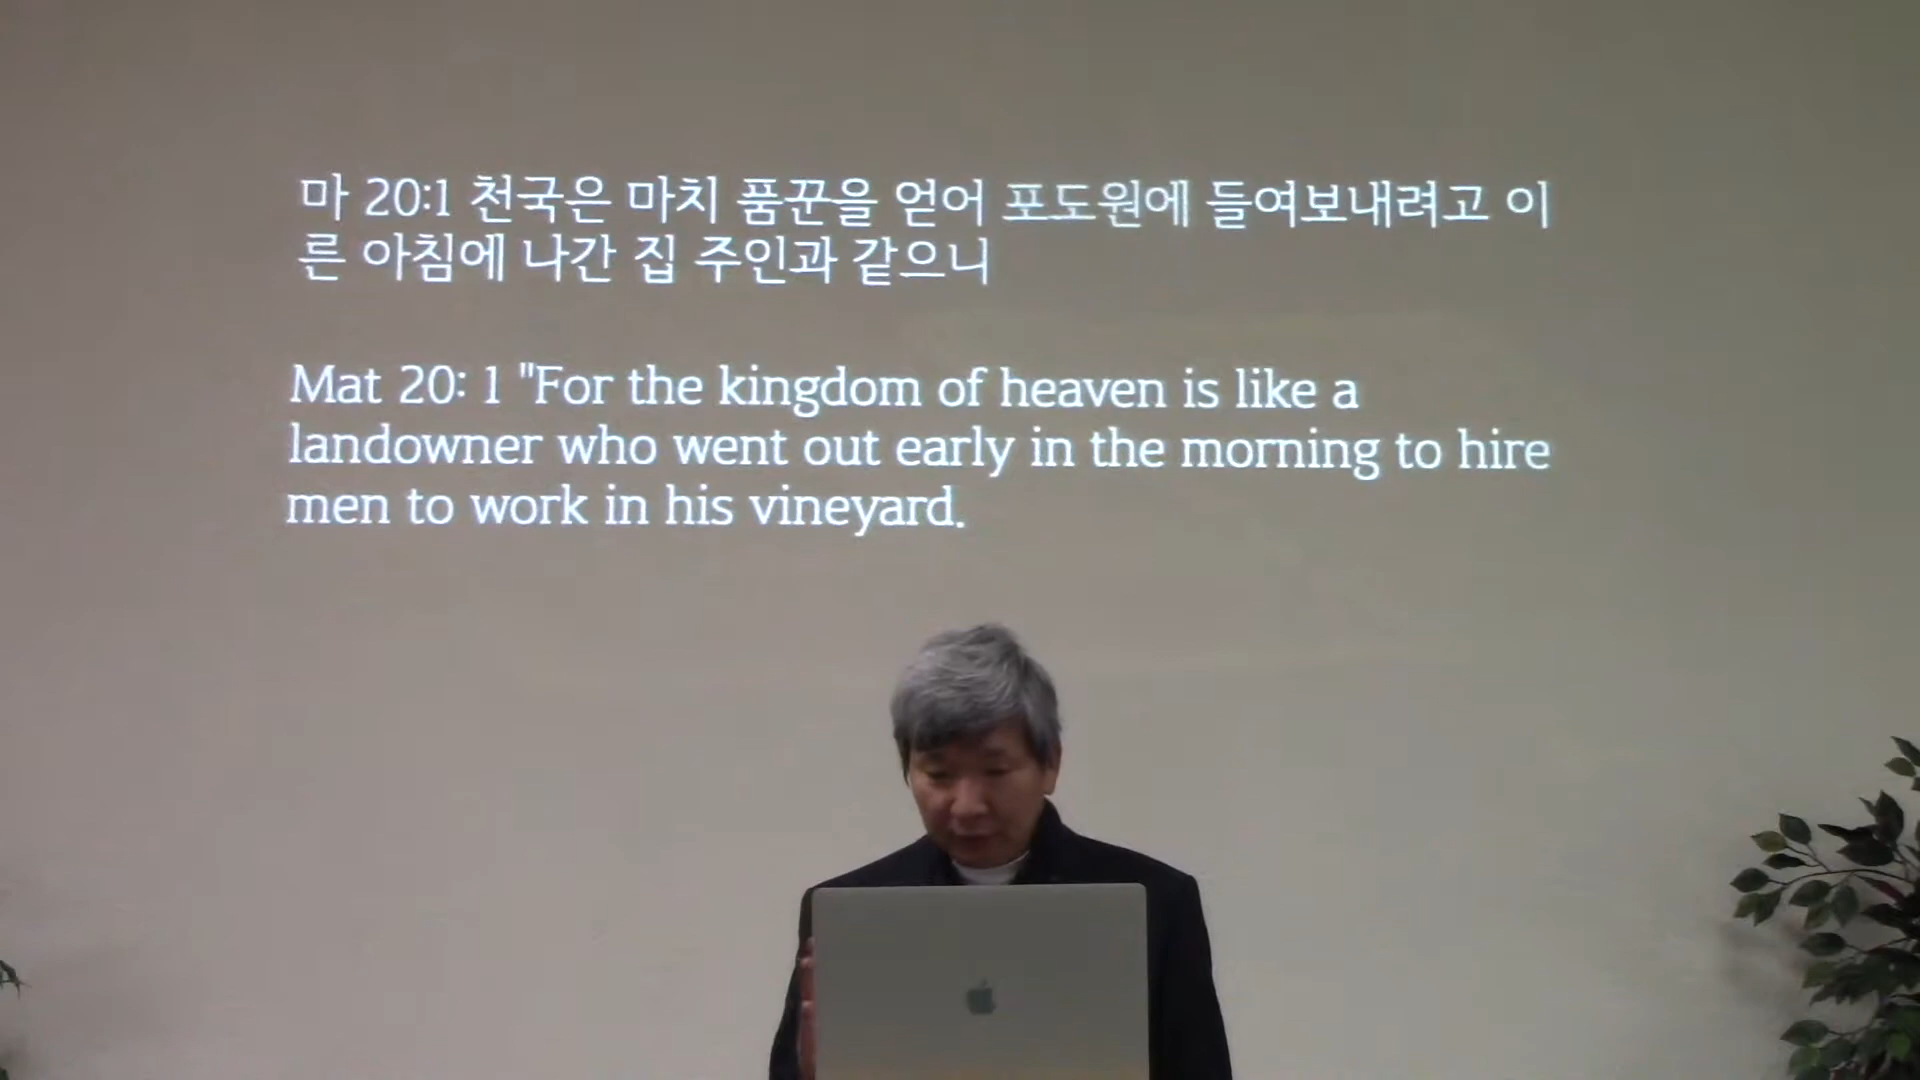 마 20:1 천국은 마치 품꾼을 얻어 포도원에 들여보내려고 이
른 아침에 나간 집 주인과 같으니
Mat 20: 1 "For the kingdom of heaven is like a
landowner who went out early in the morning to hire
men to work in his vineyard.